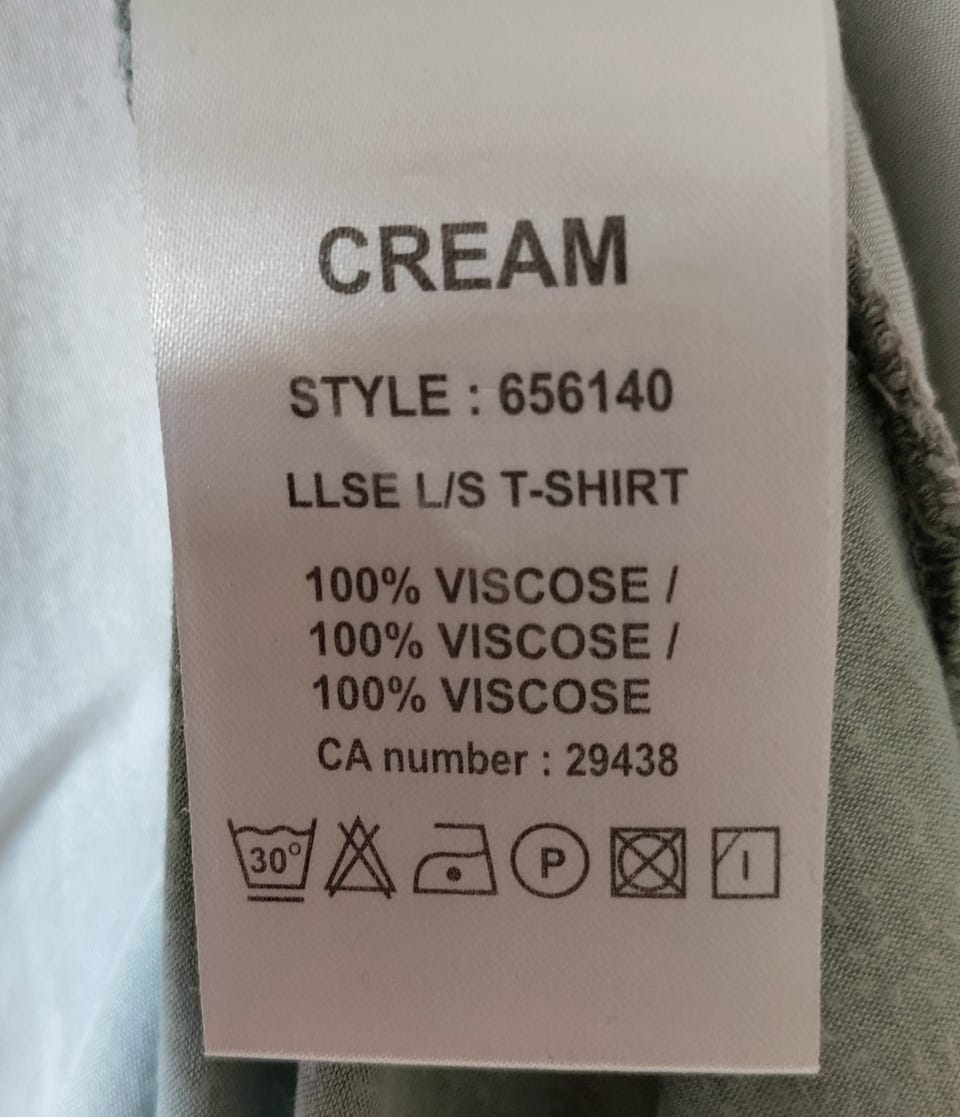 CREAM
STYLE : 656140
LLSE L/S T-SHIRT
100% VISCOSE /
100% VISCOSE /
100% VISCOSE
CA number : 29438
30° P I